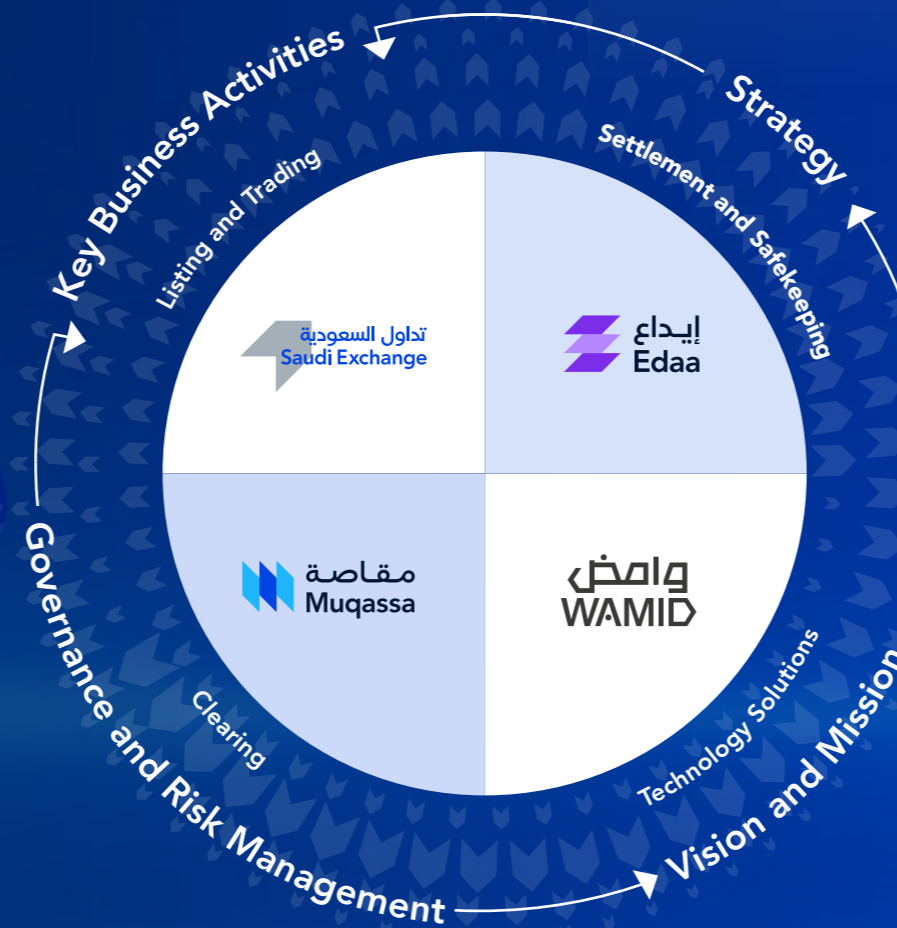 Key Business Activities
Strategy
Listing and Trading
Settlement and Safekeeping
تداول السعودية
Saudi Exchange
إيداع
Edaa
مقاصة
Muqassa
وامض
WAMID
Clearing
Technology Solutions
Governance and Risk Management
Vision and Mission